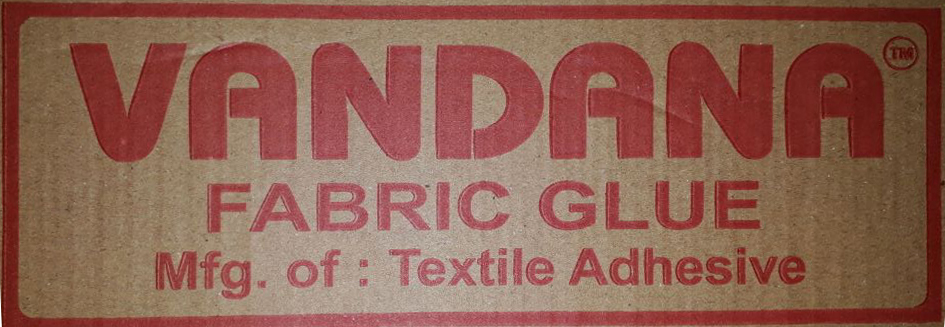 VANDANA ™
FABRIC GLUE
Mfg. of : Textile Adhesive